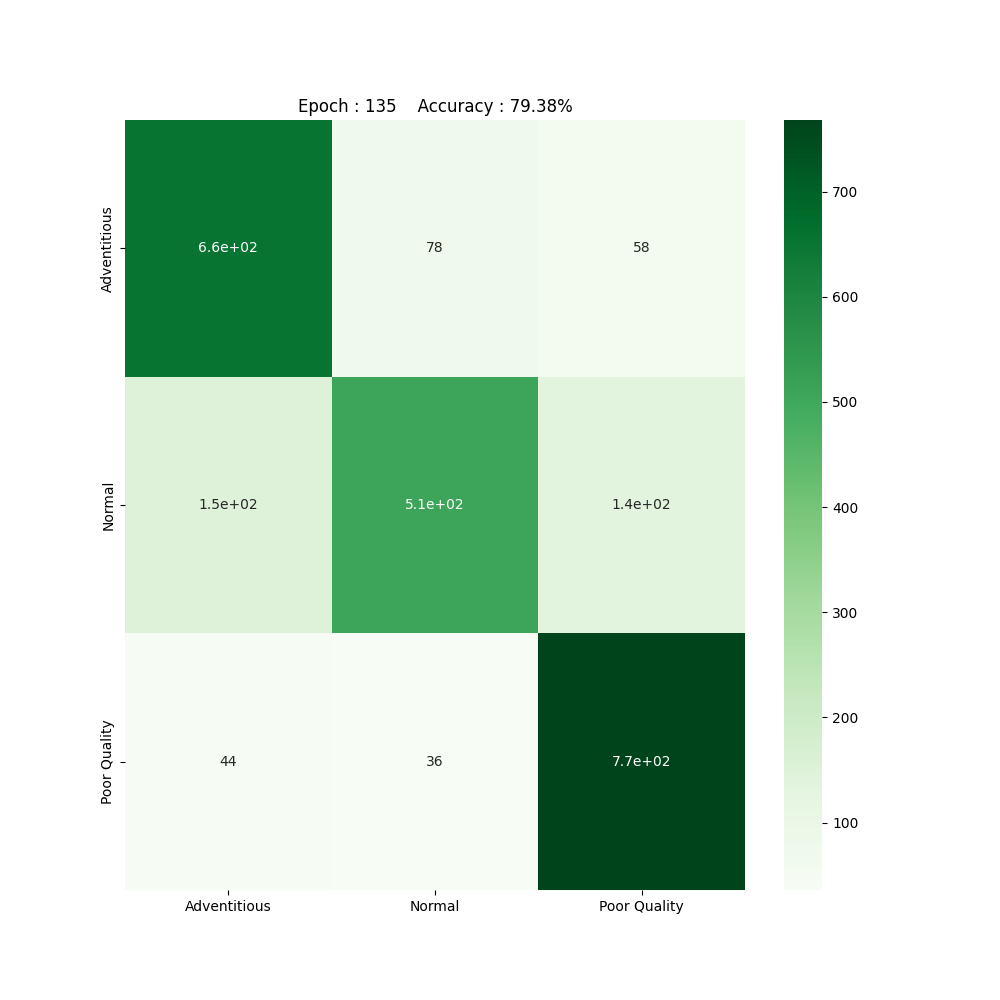 Epoch : 135    Accuracy : 79.38%
Adventitious
6.6e+02 78 58
Normal
1.5e+02 5.1e+02 1.4e+02
Poor Quality
44 36 7.7e+02
Adventitious Normal Poor Quality
700
600
500
400
300
200
100